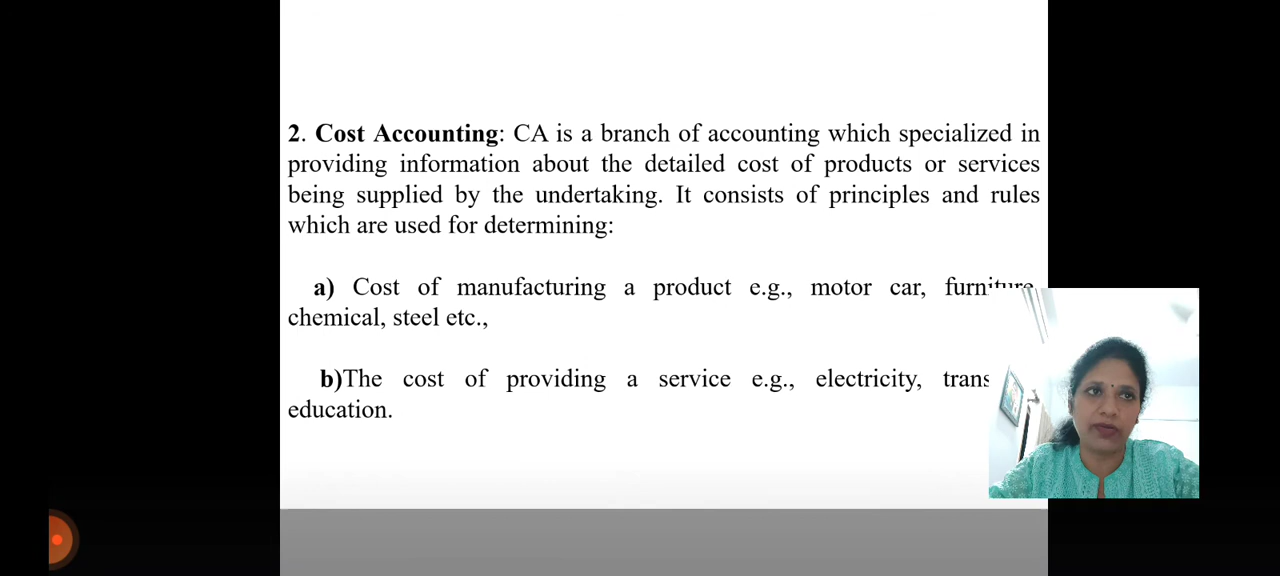 2. Cost Accounting: CA is a branch of accounting which specialized in
providing information about the detailed cost of products or services
being supplied by the undertaking. It consists of principles and rules
which are used for determining:
a) Cost of manufacturing a product e.g., motor car, furniture,
chemical, steel etc.,
b)The cost of providing a service e.g., electricity,
education.